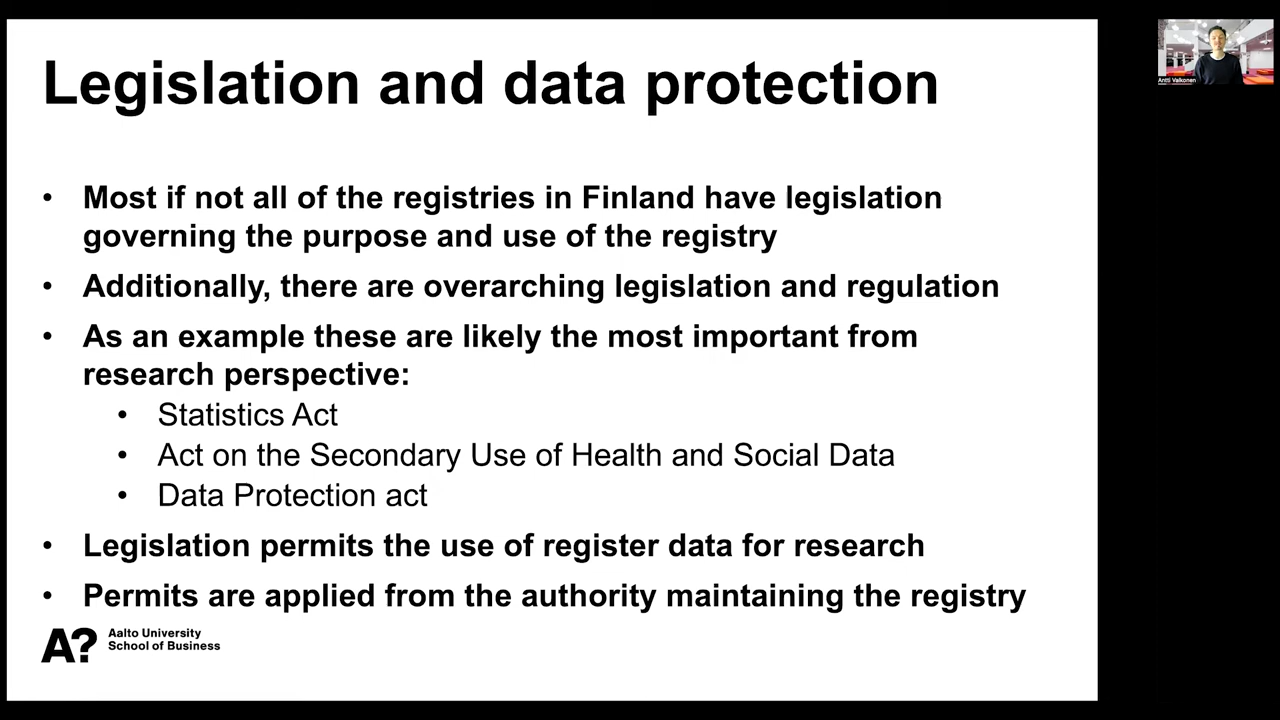 Legislation and data protection
• Most if not all of the registries in Finland have legislation
governing the purpose and use of the registry
• Additionally, there are overarching legislation and regulation
• As an example these are likely the most important from
research perspective:
• Statistics Act
• Act on the Secondary Use of Health and Social Data
• Data Protection act
• Legislation permits the use of register data for research
• Permits are applied from the authority maintaining the registry
A?
Aalto University
School of Business
Antti Valkonen